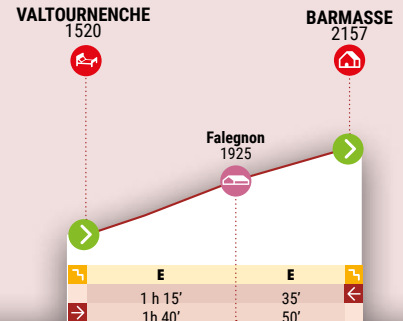 VALTOURNENCHE
1520
BARMASSE
2157
Falegnon
1925
E E
1 h 15’ 35’
1h 40’ 50’